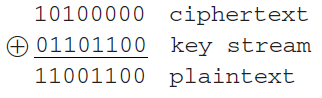 10100000 ciphertext
⊕ 01101100 key stream
11001100 plaintext